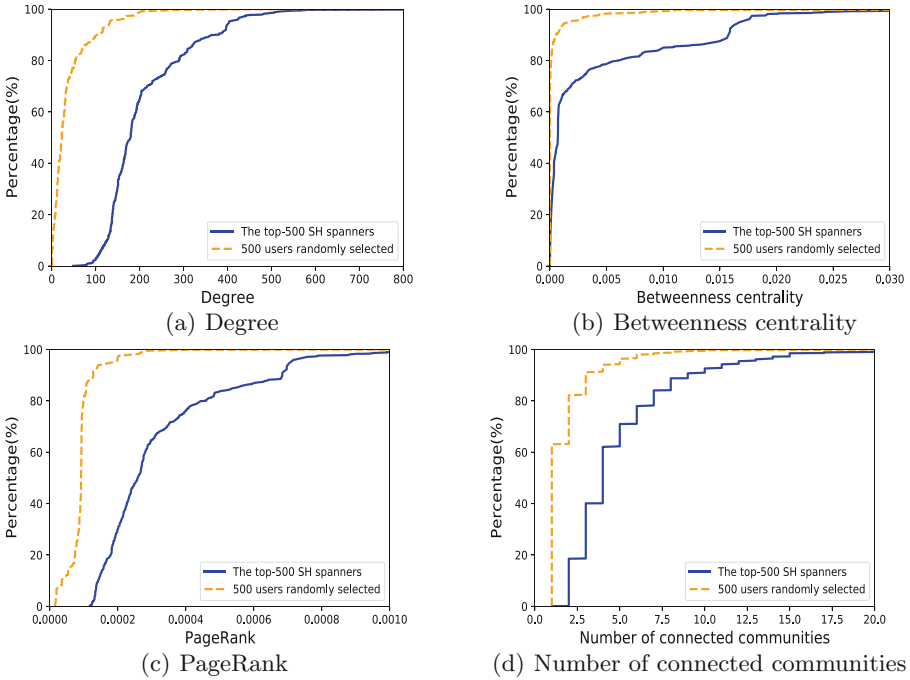 100
80
60
40
20
0
Percentage(%)
The top-500 SH spanners
500 users randomly selected
0 100 200 300 400 500 600 700 800
Degree
(a) Degree
100
80
60
40
20
0
Percentage(%)
The top-500 SH spanners
500 users randomly selected
0.000 0.005 0.010 0.015 0.020 0.025 0.030
Betweenness centrality
(b) Betweenness centrality
100
80
60
40
20
0
Percentage(%)
The top-500 SH spanners
500 users randomly selected
0.0000 0.0002 0.0004 0.0006 0.0008 0.0010
PageRank
(c) PageRank
100
80
60
40
20
0
Percentage(%)
The top-500 SH spanners
500 users randomly selected
2.5 5.0 7.5 10.0 12.5 15.0 17.5 20.0
Number of connected communities
(d) Number of connected communities